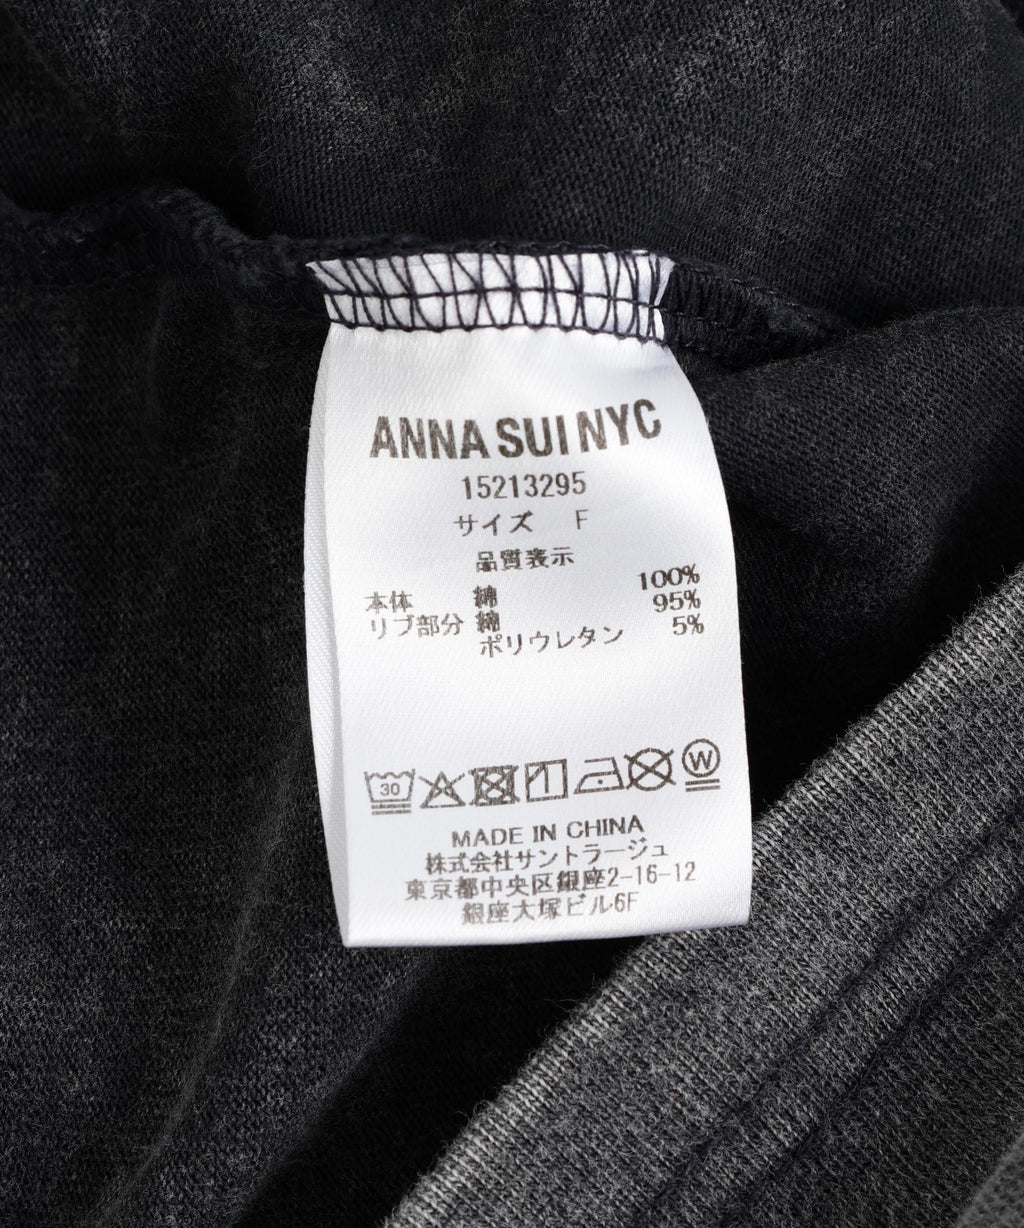 ANNA SUI NYC
15213295
サイズ F
品質表示
本体 綿 100%
リブ部分 綿 95%
ポリウレタン 5%
30 W
MADE IN CHINA
株式会社サントラージュ
東京都中央区銀座2-16-12
銀座大塚ビル6F